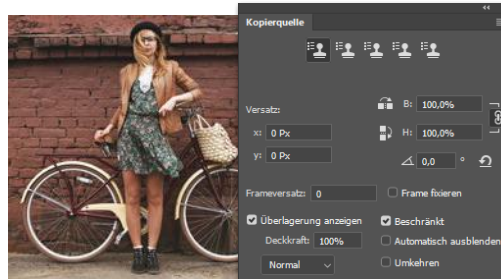 Kopierquelle
Versatz:
B: 100,0%
x: 0 Px
H: 100,0%
y: 0 Px
0,0 °
Frameversatz: 0
Frame fixieren
Überlagerung anzeigen
Beschränkt
Deckkraft: 100%
Automatisch ausblenden
Normal
Umkehren